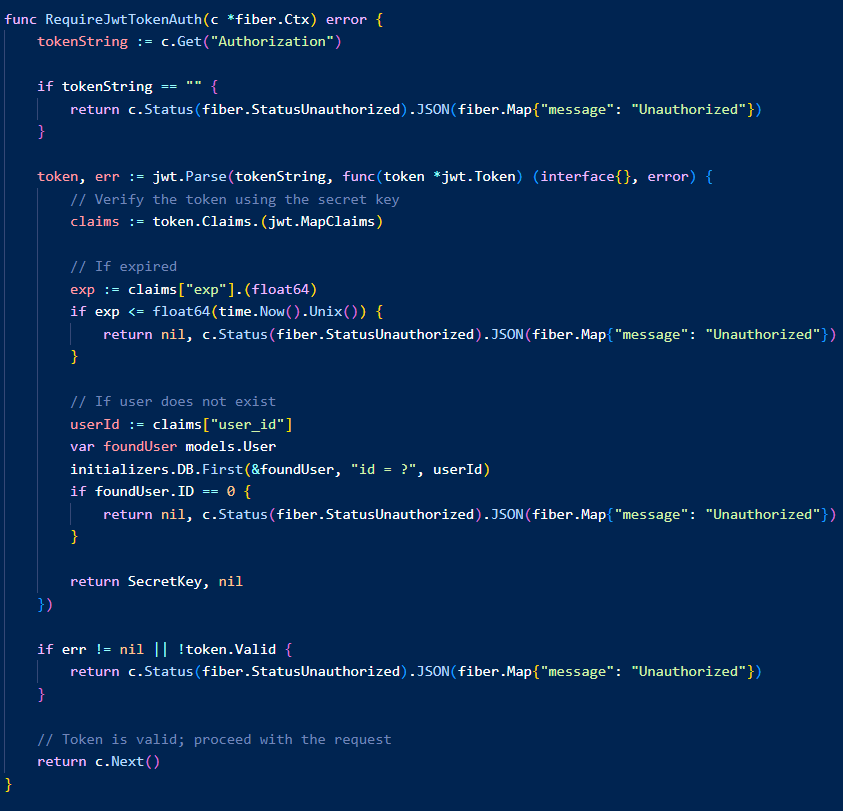 func RequireJwtTokenAuth(c *fiber.Ctx) error {
    tokenString := c.Get("Authorization")

    if tokenString == "" {
        return c.Status(fiber.StatusUnauthorized).JSON(fiber.Map{"message": "Unauthorized"})
    }

    token, err := jwt.Parse(tokenString, func(token *jwt.Token) (interface{}, error) {
        // Verify the token using the secret key
        claims := token.Claims.(jwt.MapClaims)

        // If expired
        exp := claims["exp"].(float64)
        if exp <= float64(time.Now().Unix()) {
            return nil, c.Status(fiber.StatusUnauthorized).JSON(fiber.Map{"message": "Unauthorized"})
        }

        // If user does not exist
        userId := claims["user_id"]
        var foundUser models.User
        initializers.DB.First(&foundUser, "id = ?", userId)
        if foundUser.ID == 0 {
            return nil, c.Status(fiber.StatusUnauthorized).JSON(fiber.Map{"message": "Unauthorized"})
        }

        return SecretKey, nil
    })

    if err != nil || !token.Valid {
        return c.Status(fiber.StatusUnauthorized).JSON(fiber.Map{"message": "Unauthorized"})
    }

    // Token is valid; proceed with the request
    return c.Next()
}